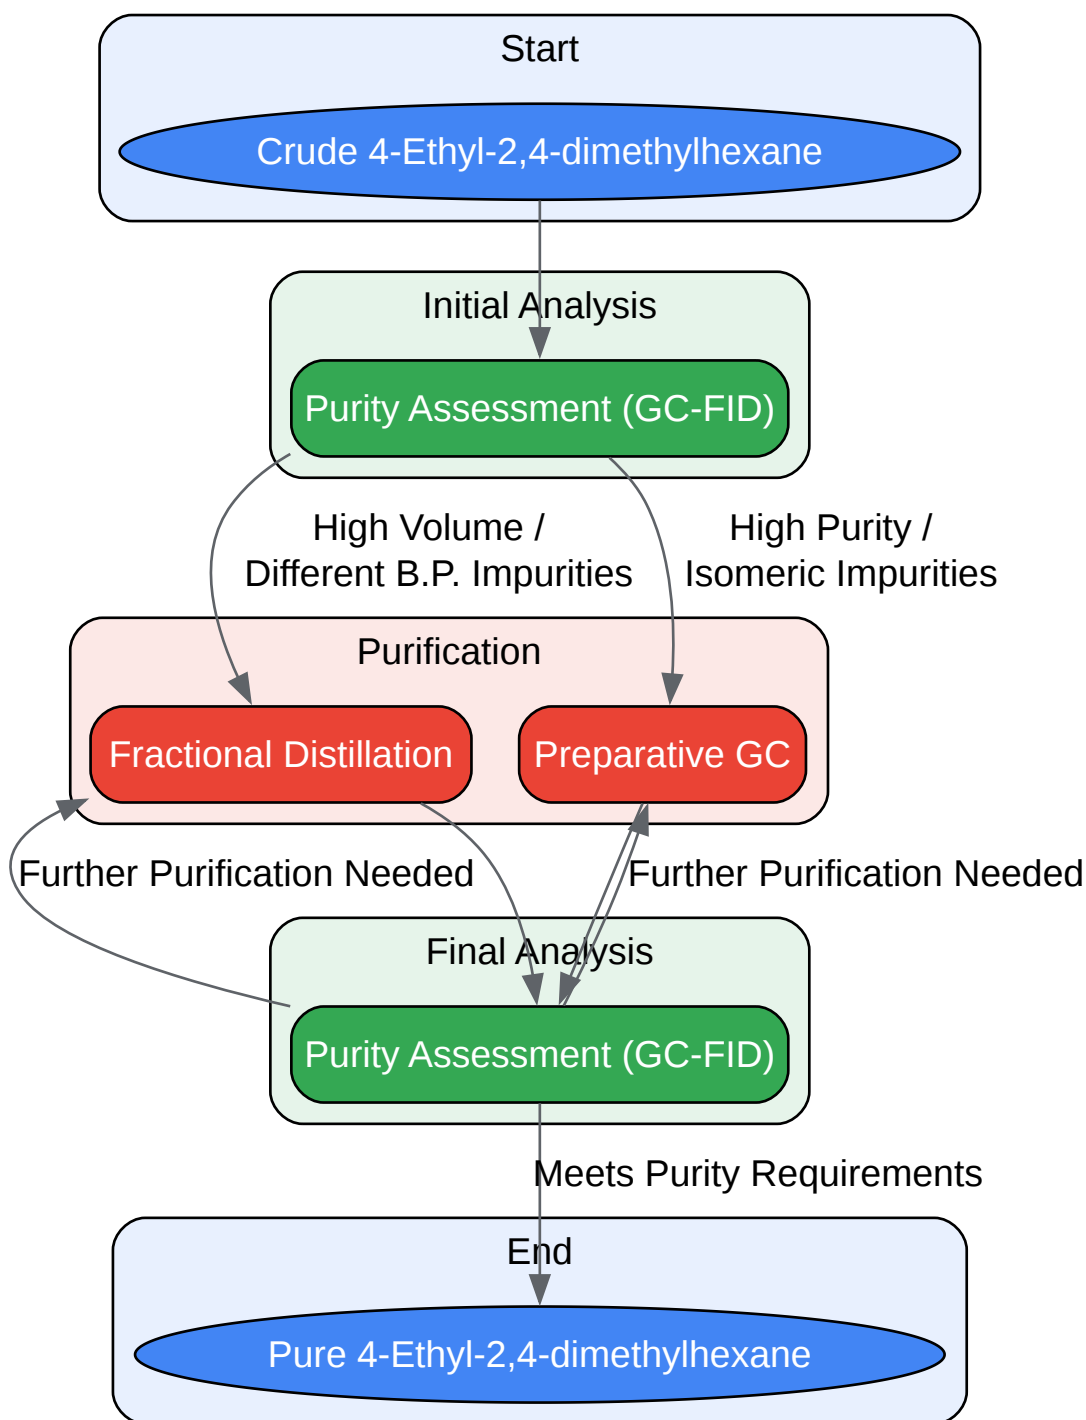 Start
Crude 4-Ethyl-2,4-dimethylhexane
Initial Analysis
Purity Assessment (GC-FID)
High Volume /
Different B.P. Impurities
High Purity /
Isomeric Impurities
Purification
Fractional Distillation
Preparative GC
Further Purification Needed
Further Purification Needed
Final Analysis
Purity Assessment (GC-FID)
Meets Purity Requirements
End
Pure 4-Ethyl-2,4-dimethylhexane